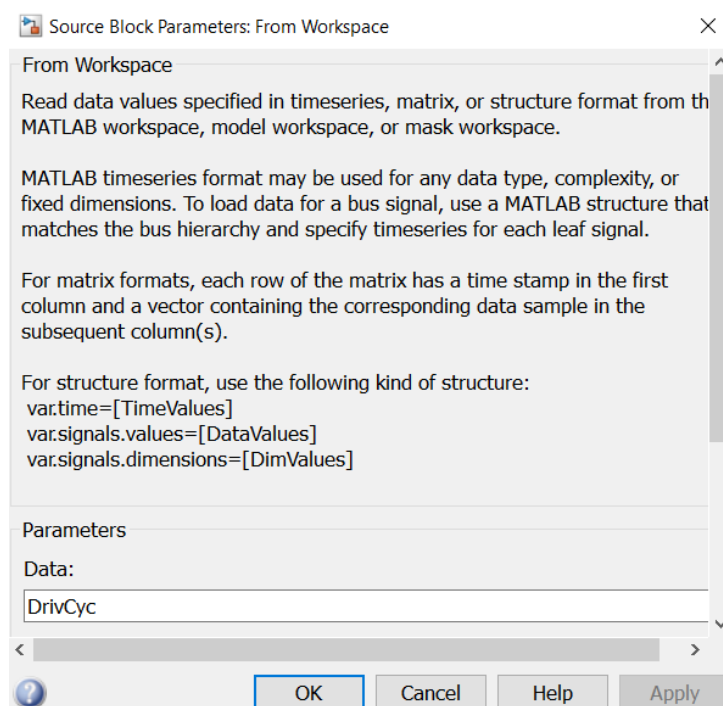 Source Block Parameters: From Workspace
From Workspace
Read data values specified in timeseries, matrix, or structure format from th
MATLAB workspace, model workspace, or mask workspace.
MATLAB timeseries format may be used for any data type, complexity, or
fixed dimensions. To load data for a bus signal, use a MATLAB structure that
matches the bus hierarchy and specify timeseries for each leaf signal.
For matrix formats, each row of the matrix has a time stamp in the first
column and a vector containing the corresponding data sample in the
subsequent column(s).
For structure format, use the following kind of structure:
var.time=[TimeValues]
var.signals.values=[DataValues]
var.signals.dimensions=[DimValues]
Parameters
Data:
DrivCyc
OK Cancel Help Apply